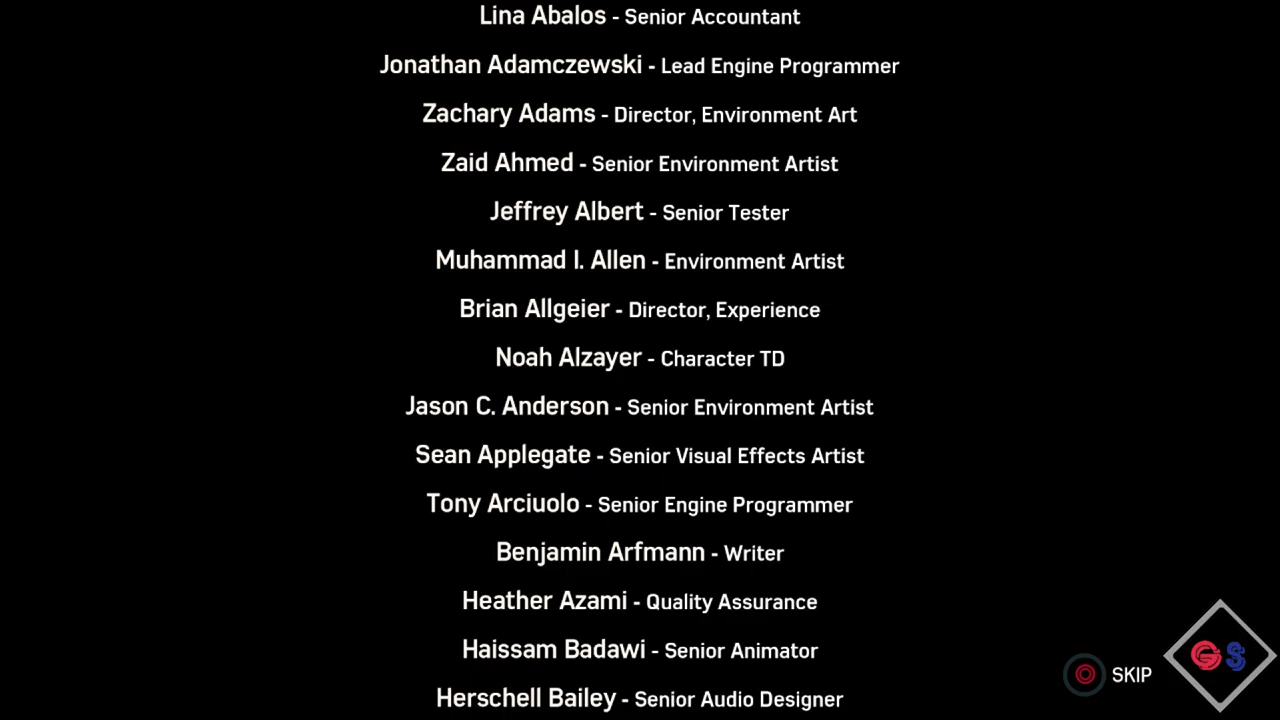 Lina Abalos - Senior Accountant
Jonathan Adamczewski - Lead Engine Programmer
Zachary Adams - Director, Environment Art
Zaid Ahmed - Senior Environment Artist
Jeffrey Albert - Senior Tester
Muhammad I. Allen - Environment Artist
Brian Allgeier - Director, Experience
Noah Alzayer - Character TD
Jason C. Anderson - Senior Environment Artist
Sean Applegate - Senior Visual Effects Artist
Tony Arciuolo - Senior Engine Programmer
Benjamin Arfmann - Writer
Heather Azami - Quality Assurance
Haissam Badawi - Senior Animator
Herschell Bailey - Senior Audio Designer
SKIP
GS